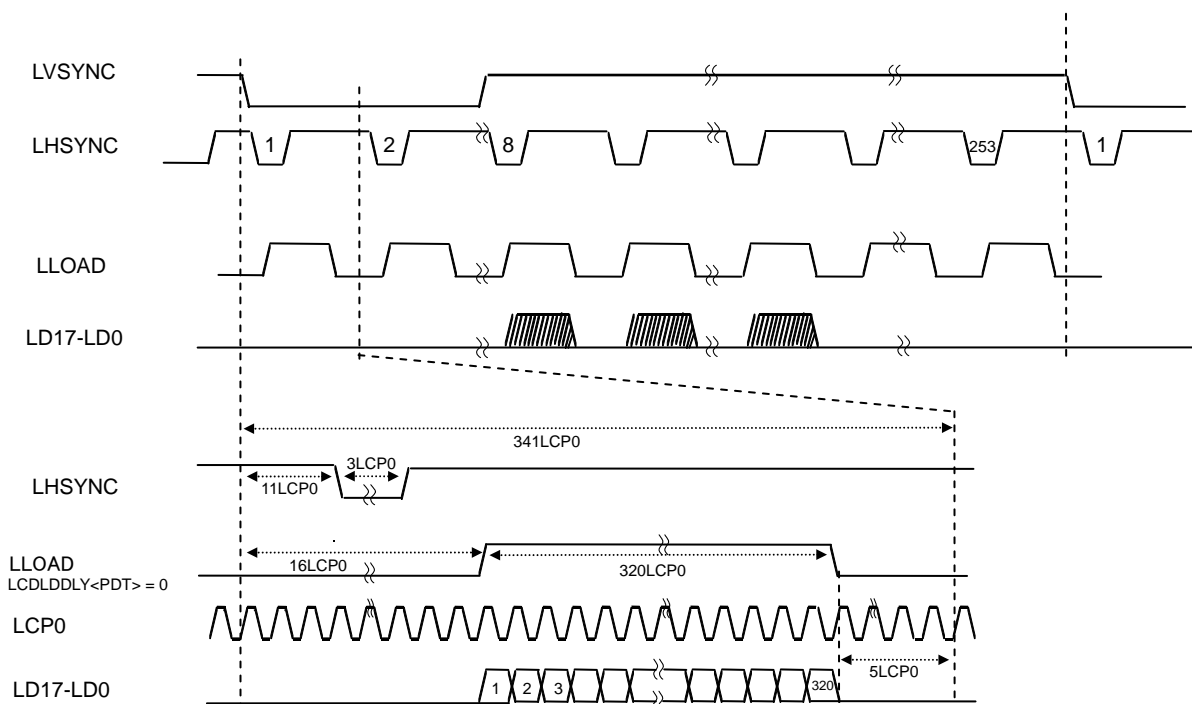 LVSYNC
LHSYNC
1
2
8
253
1
LLOAD
LD17-LD0
341LCP0
LHSYNC
11LCP0
3LCP0
LLOAD
LCDLDDLY<PDT> = 0
16LCP0
320LCP0
LCP0
5LCP0
LD17-LD0
1
2
3
320